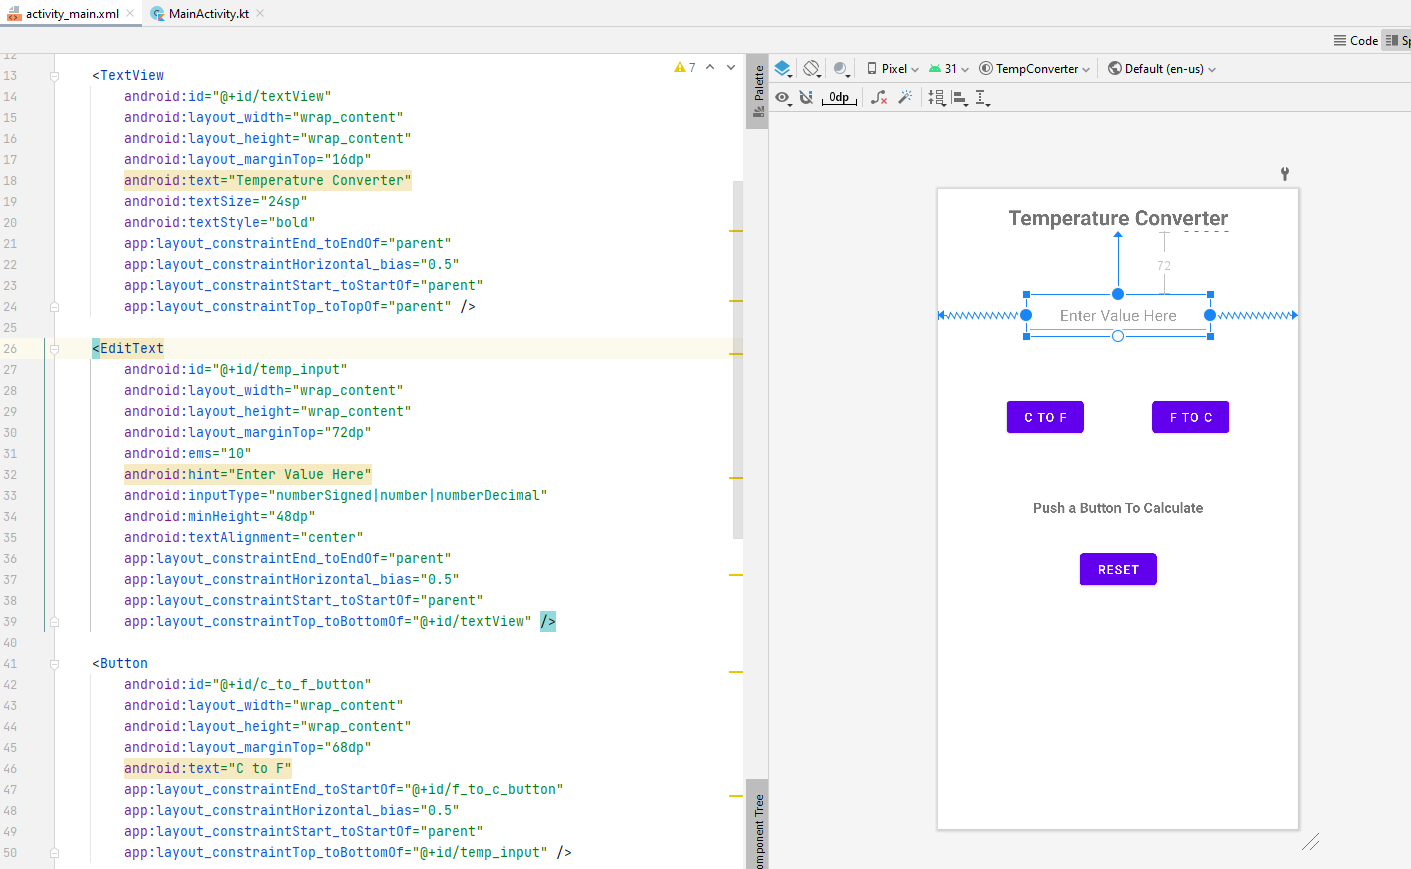 activity_main.xml
MainActivity.kt
Code
Sp
12
13 <TextView
14 android:id="@+id/textView"
15 android:layout_width="wrap_content"
16 android:layout_height="wrap_content"
17 android:layout_marginTop="16dp"
18 android:text="Temperature Converter"
19 android:textSize="24sp"
20 android:textStyle="bold"
21 app:layout_constraintEnd_toEndOf="parent"
22 app:layout_constraintHorizontal_bias="0.5"
23 app:layout_constraintStart_toStartOf="parent"
24 app:layout_constraintTop_toTopOf="parent" />
25
26 <EditText
27 android:id="@+id/temp_input"
28 android:layout_width="wrap_content"
29 android:layout_height="wrap_content"
30 android:layout_marginTop="72dp"
31 android:ems="10"
32 android:hint="Enter Value Here"
33 android:inputType="numberSigned|number|numberDecimal"
34 android:minHeight="48dp"
35 android:textAlignment="center"
36 app:layout_constraintEnd_toEndOf="parent"
37 app:layout_constraintHorizontal_bias="0.5"
38 app:layout_constraintStart_toStartOf="parent"
39 app:layout_constraintTop_toBottomOf="@+id/textView" />
40
41 <Button
42 android:id="@+id/c_to_f_button"
43 android:layout_width="wrap_content"
44 android:layout_height="wrap_content"
45 android:layout_marginTop="68dp"
46 android:text="C to F"
47 app:layout_constraintEnd_toStartOf="@+id/f_to_c_button"
48 app:layout_constraintHorizontal_bias="0.5"
49 app:layout_constraintStart_toStartOf="parent"
50 app:layout_constraintTop_toBottomOf="@+id/temp_input" />
7
Palette
omponent Tree
Pixel
31
TempConverter
Default (en-us)
0dp
Temperature Converter
72
Enter Value Here
C TO F
F TO C
Push a Button To Calculate
RESET